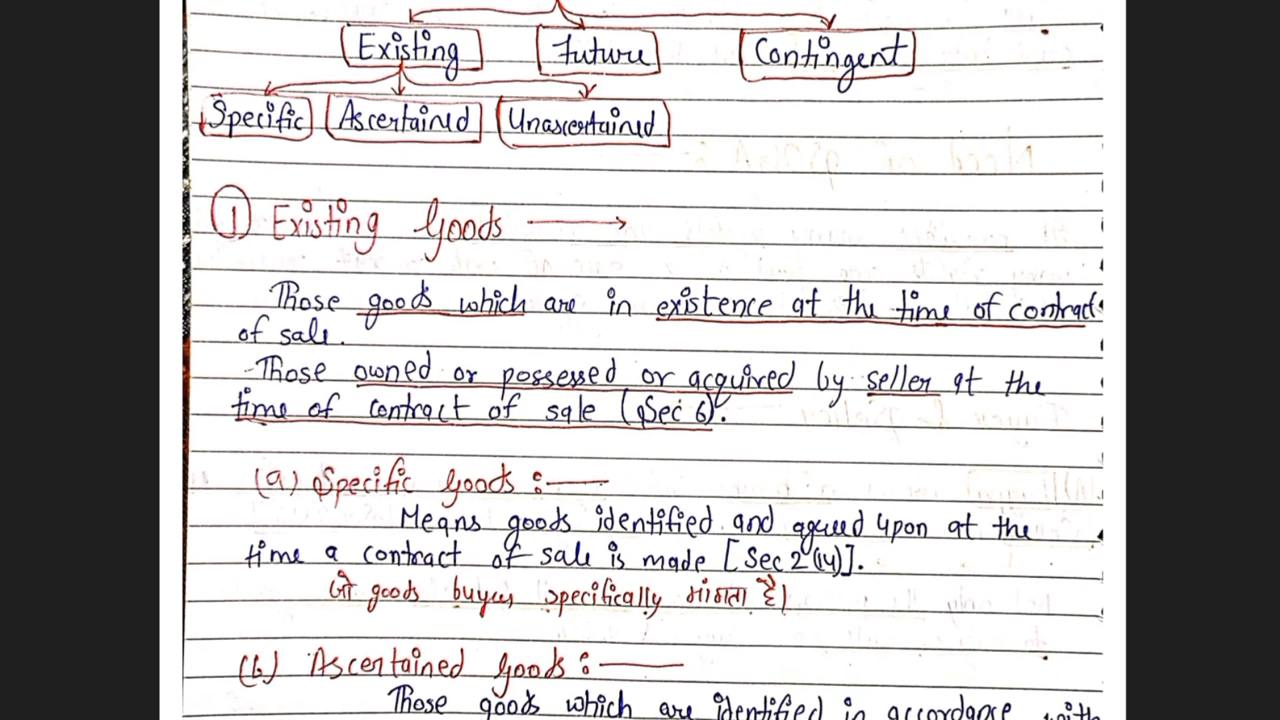 Existing Future Contingent
Specific Ascertained Unascertained
① Existing Goods →
Those goods which are in existence at the time of contract
of sale.
Those owned or possessed or acquired by seller at the
time of contract of sale (Sec 6).
(a) Specific Goods :—
Means goods identified and agreed upon at the
time a contract of sale is made [Sec 2(14)].
जो goods buyer specifically मांगता है।
(b) Ascertained Goods :—
Those goods which are identified in accordance with